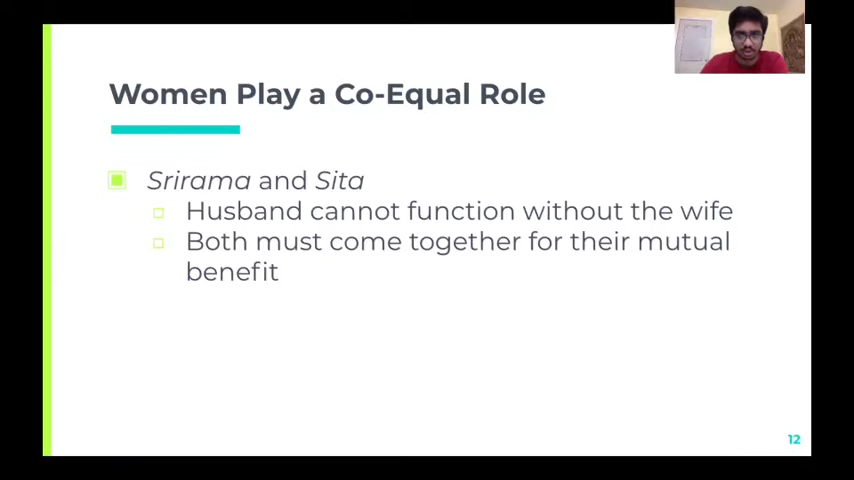 Women Play a Co-Equal Role
Srirama and Sita
Husband cannot function without the wife
Both must come together for their mutual
benefit
12